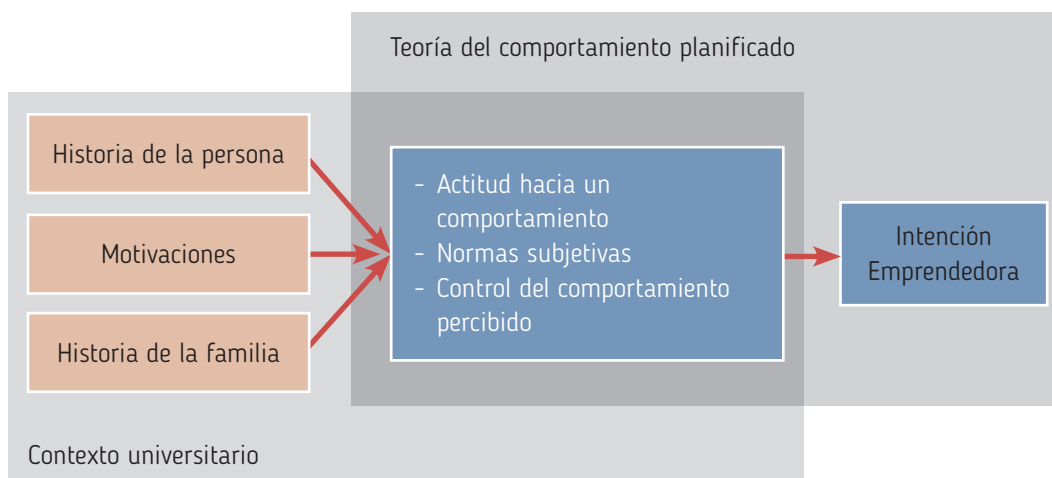 Teoría del comportamiento planificado
Historia de la persona
Motivaciones
Historia de la familia
- Actitud hacia un
comportamiento
- Normas subjetivas
- Control del comportamiento
percibido
Intención
Emprendedora
Contexto universitario